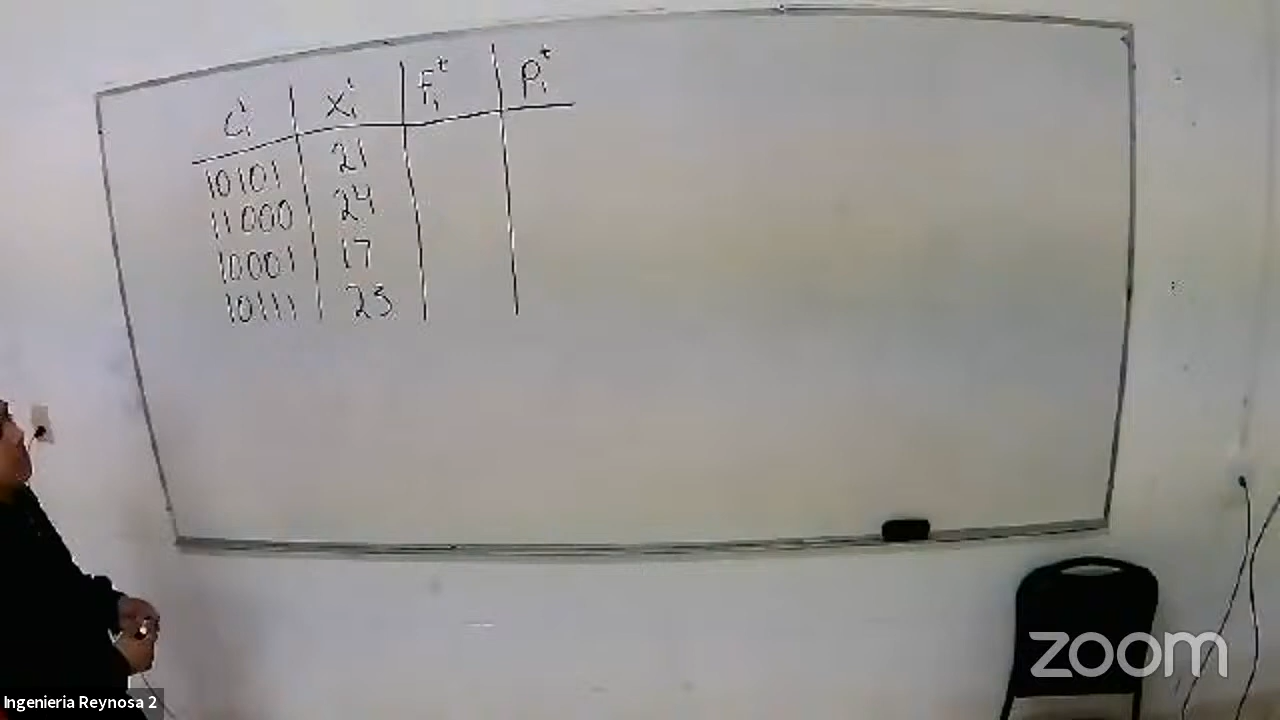 Ci Xi fi^t Pi^t
10101 21
11000 24
10001 17
10111 23
zoom
Ingenieria Reynosa 2